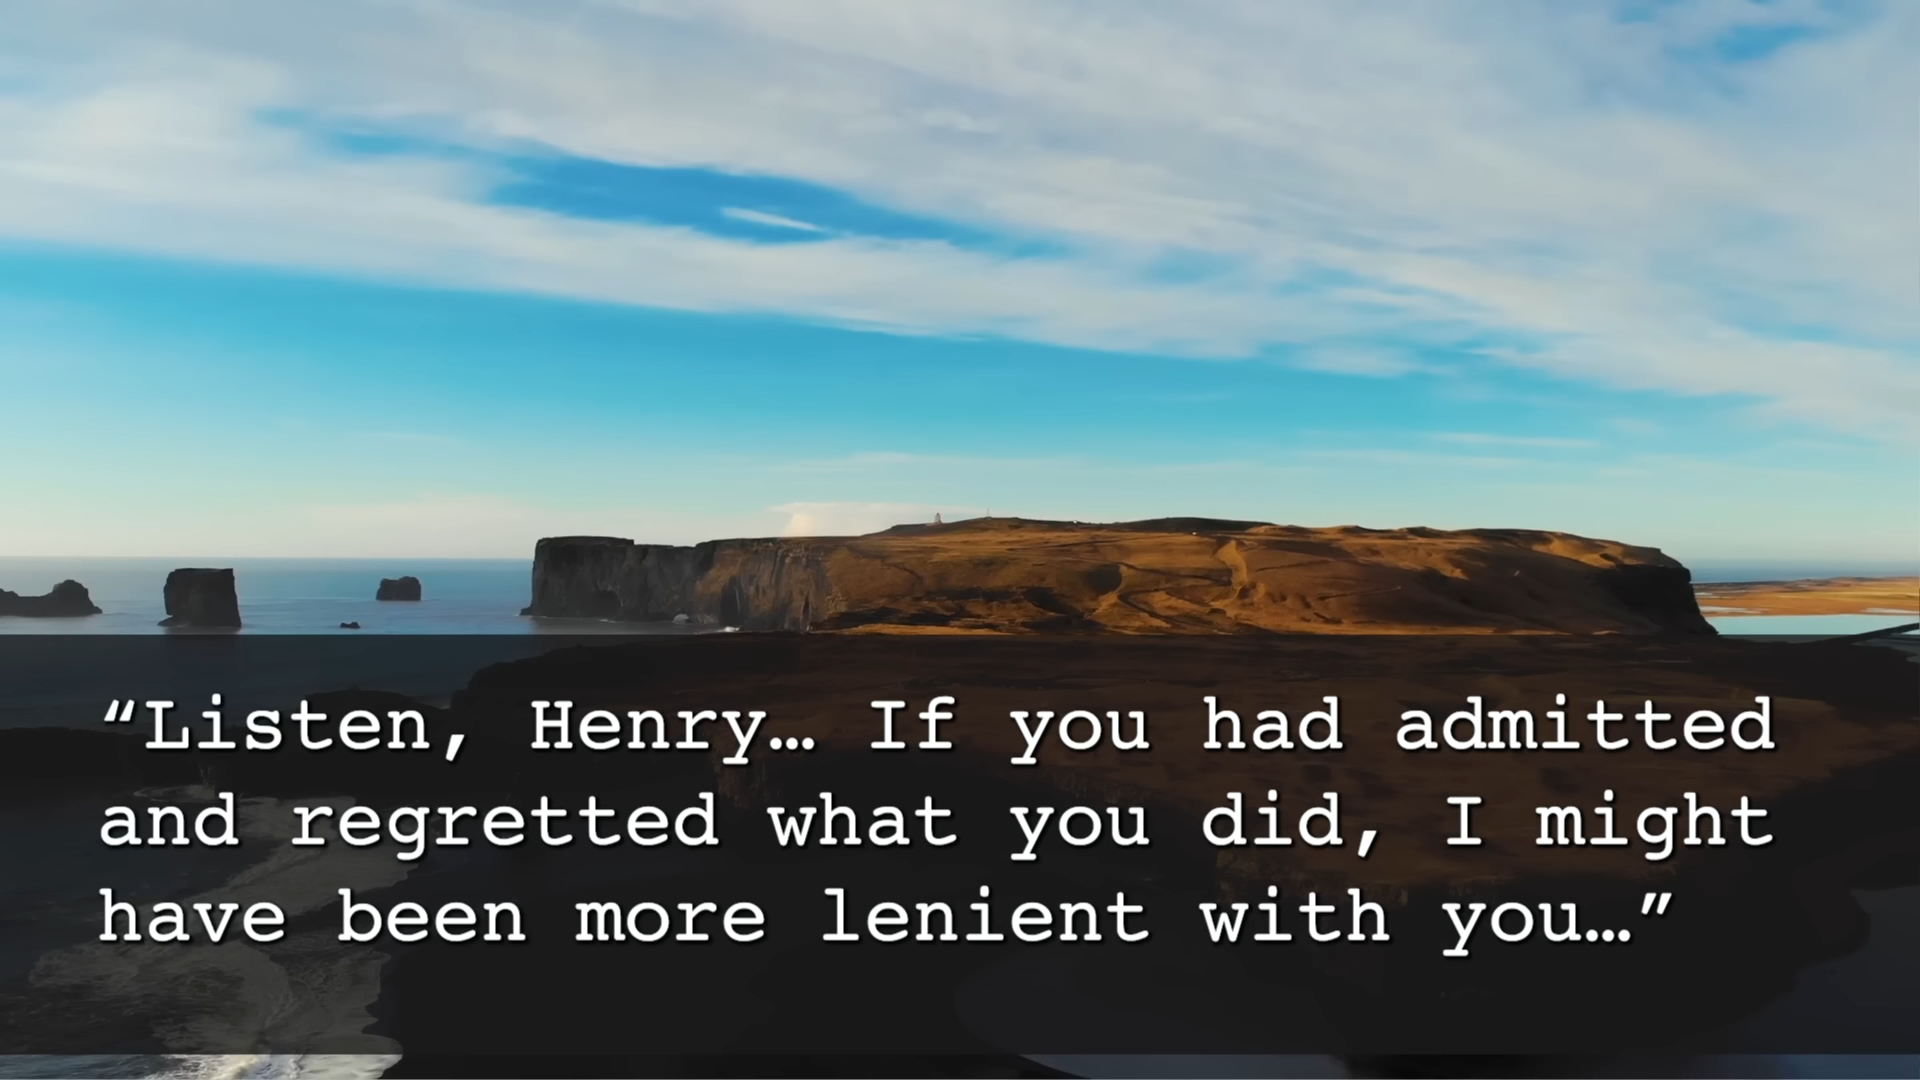 “Listen, Henry… If you had admitted
and regretted what you did, I might
have been more lenient with you…”